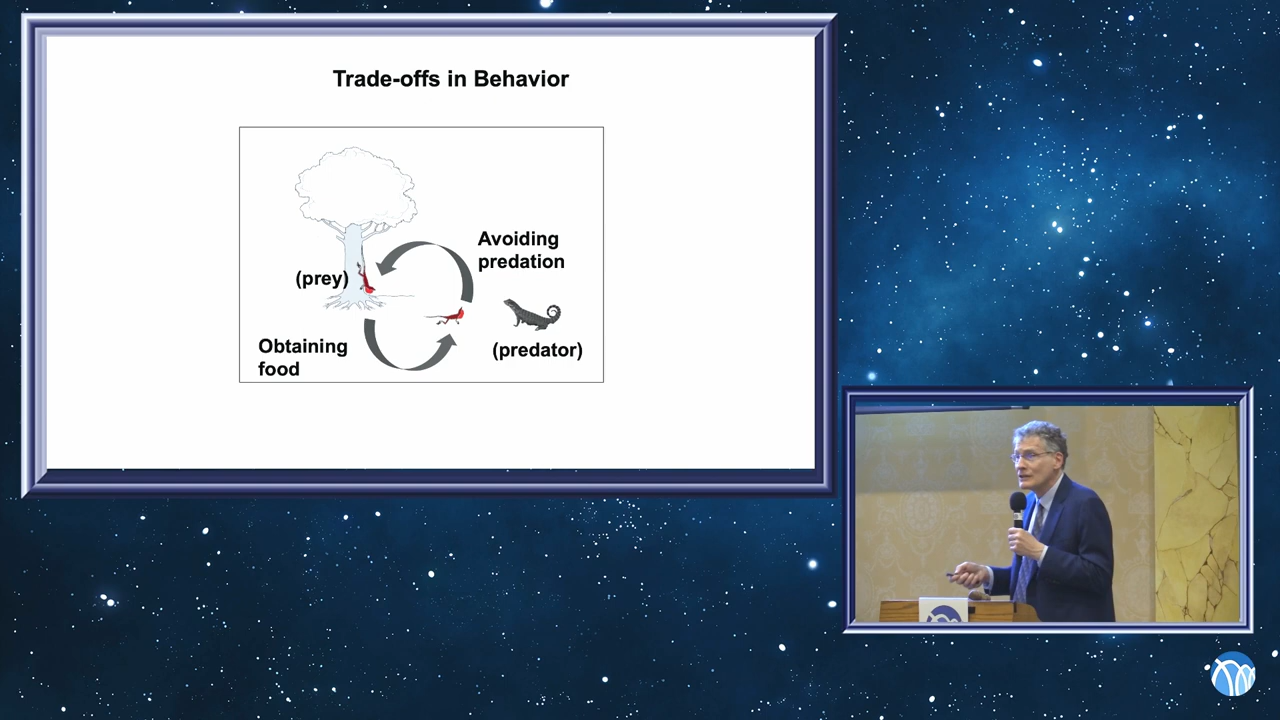 Trade-offs in Behavior
Avoiding
predation
(prey)
Obtaining
food
(predator)